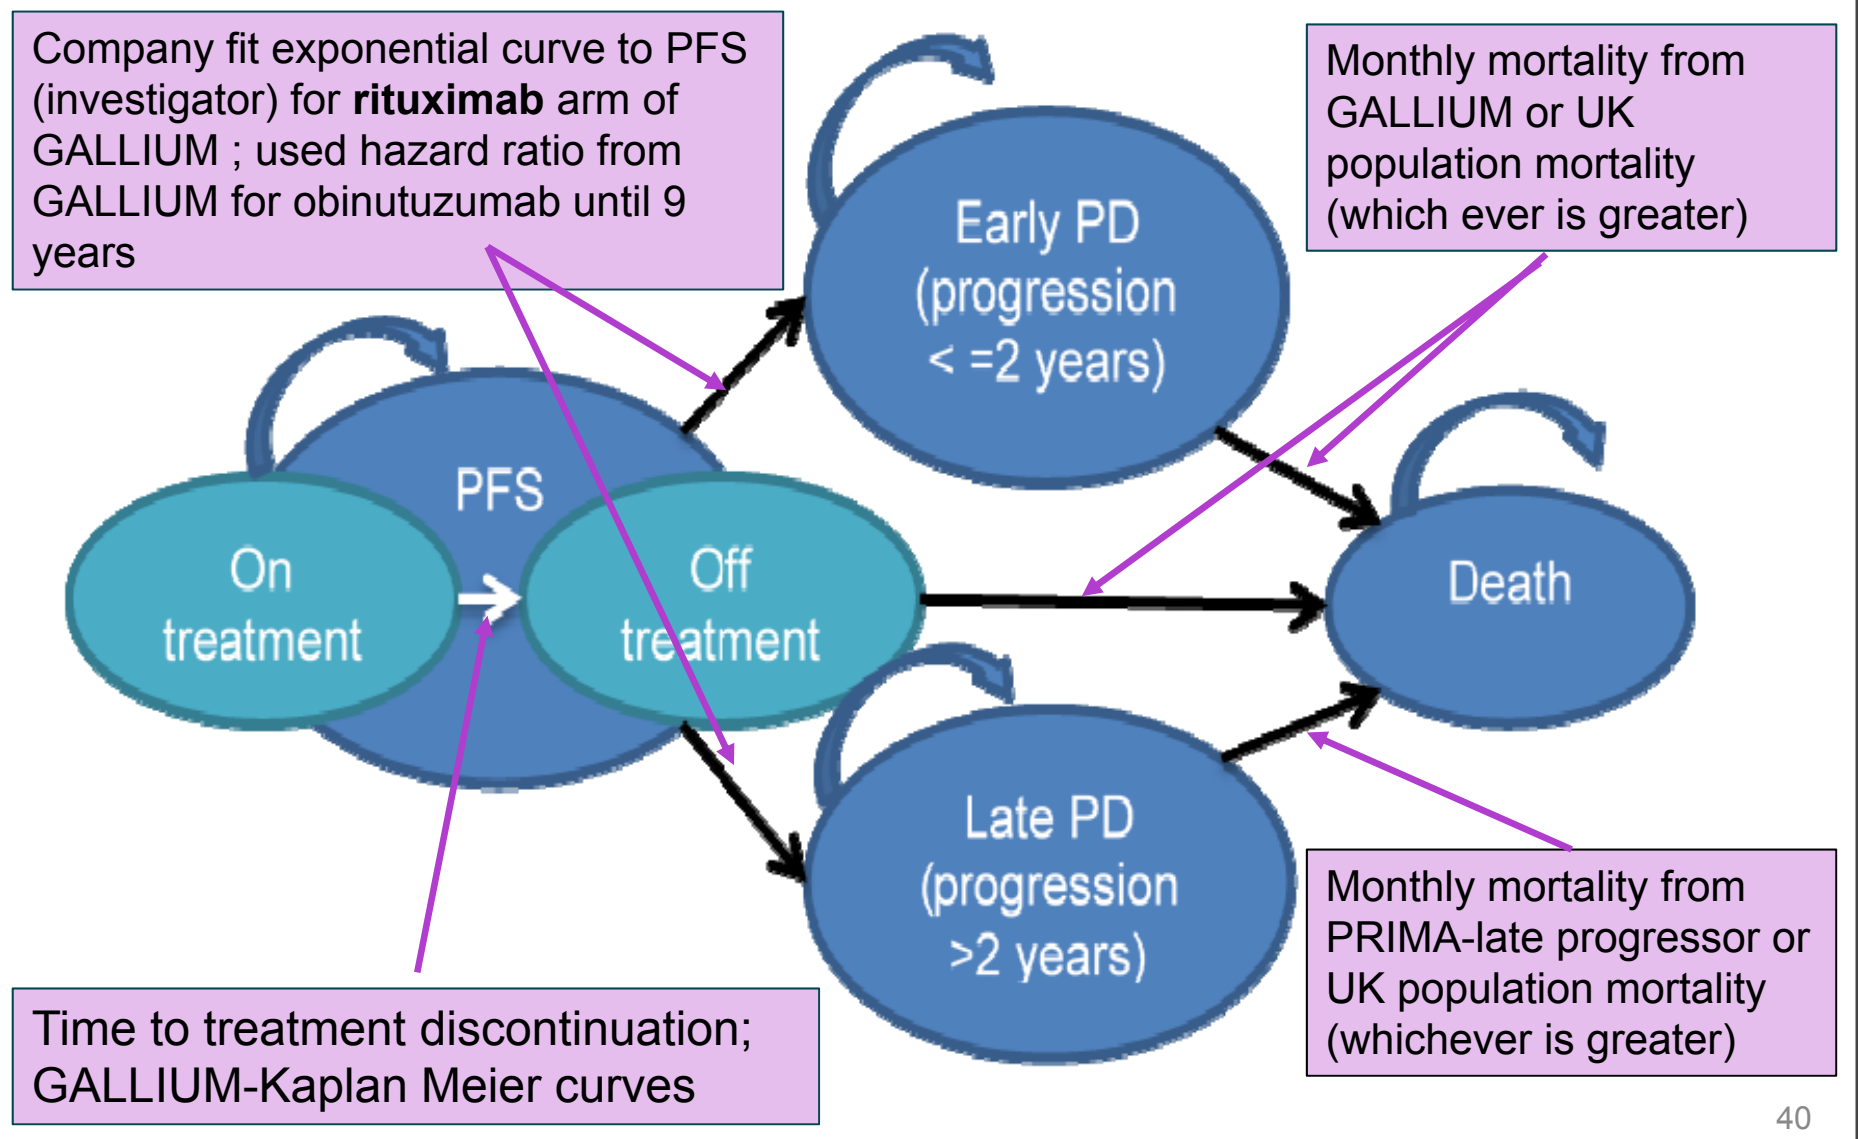 Company fit exponential curve to PFS
(investigator) for rituximab arm of
GALLIUM ; used hazard ratio from
GALLIUM for obinutuzumab until 9
years
Monthly mortality from
GALLIUM or UK
population mortality
(which ever is greater)
Early PD
(progression
< =2 years)
PFS
On
treatment
Off
treatment
Death
Late PD
(progression
>2 years)
Monthly mortality from
PRIMA-late progressor or
UK population mortality
(whichever is greater)
Time to treatment discontinuation;
GALLIUM-Kaplan Meier curves
40